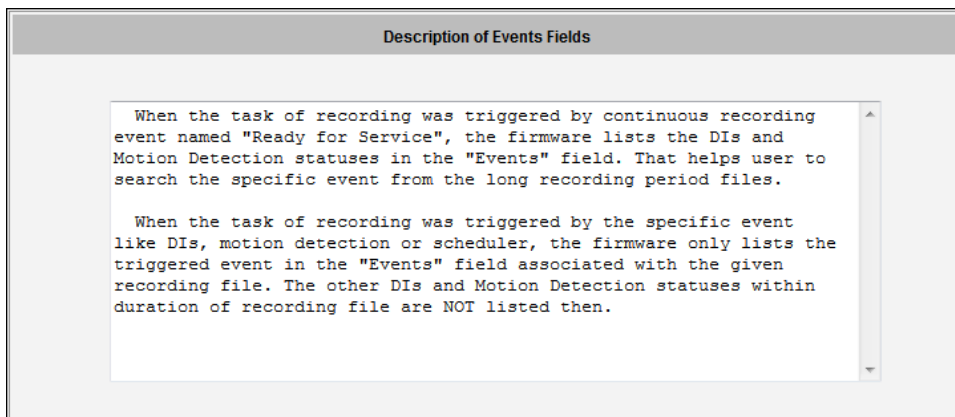 Description of Events Fields
When the task of recording was triggered by continuous recording
event named "Ready for Service", the firmware lists the DIs and
Motion Detection statuses in the "Events" field. That helps user to
search the specific event from the long recording period files.
When the task of recording was triggered by the specific event
like DIs, motion detection or scheduler, the firmware only lists the
triggered event in the "Events" field associated with the given
recording file. The other DIs and Motion Detection statuses within
duration of recording file are NOT listed then.